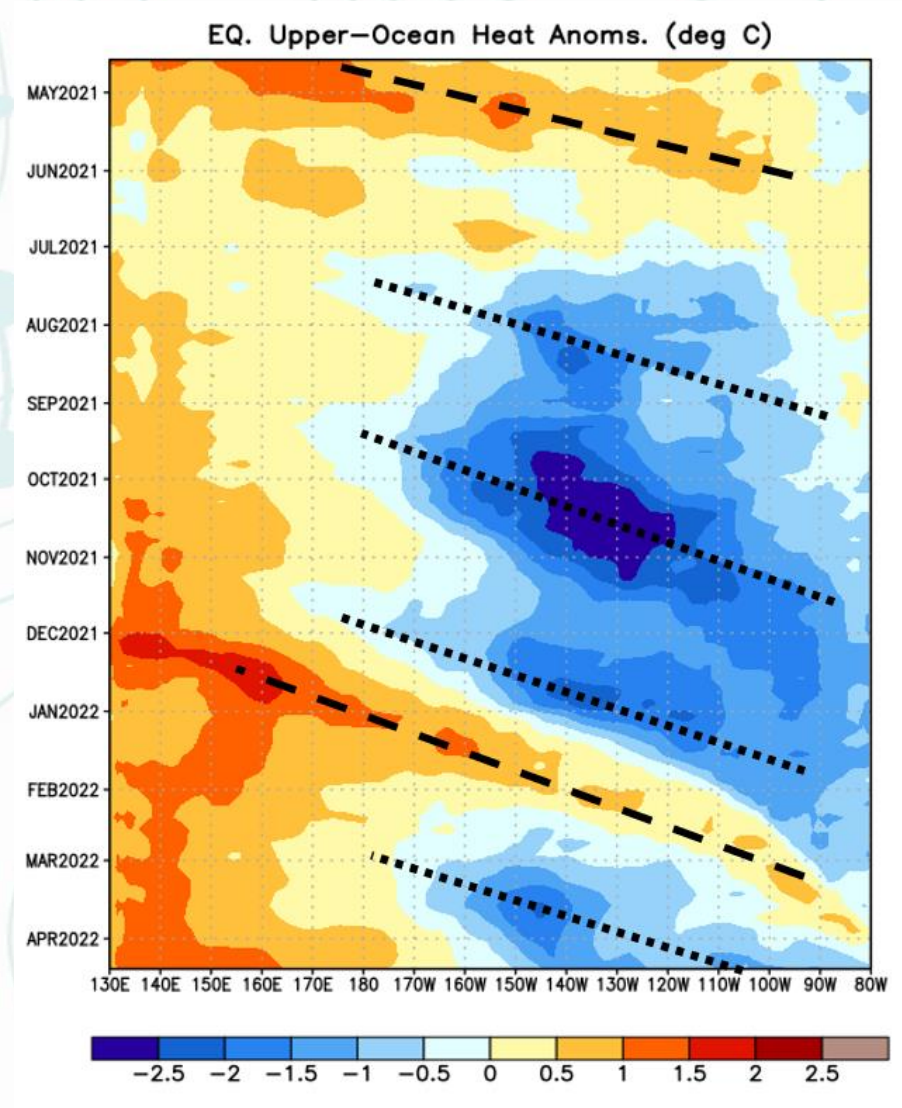 EQ. Upper-Ocean Heat Anoms. (deg C)
MAY2021
JUN2021
JUL2021
AUG2021
SEP2021
OCT2021
NOV2021
DEC2021
JAN2022
FEB2022
MAR2022
APR2022
130E 140E 150E 160E 170E 180 170W 160W 150W 140W 130W 120W 110W 100W 90W 80W
-2.5 -2 -1.5 -1 -0.5 0 0.5 1 1.5 2 2.5